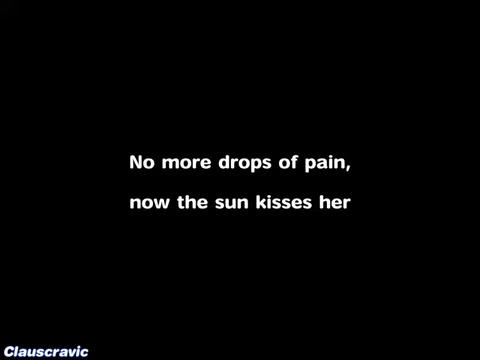 No more drops of pain,
now the sun kisses her
Clauscravic